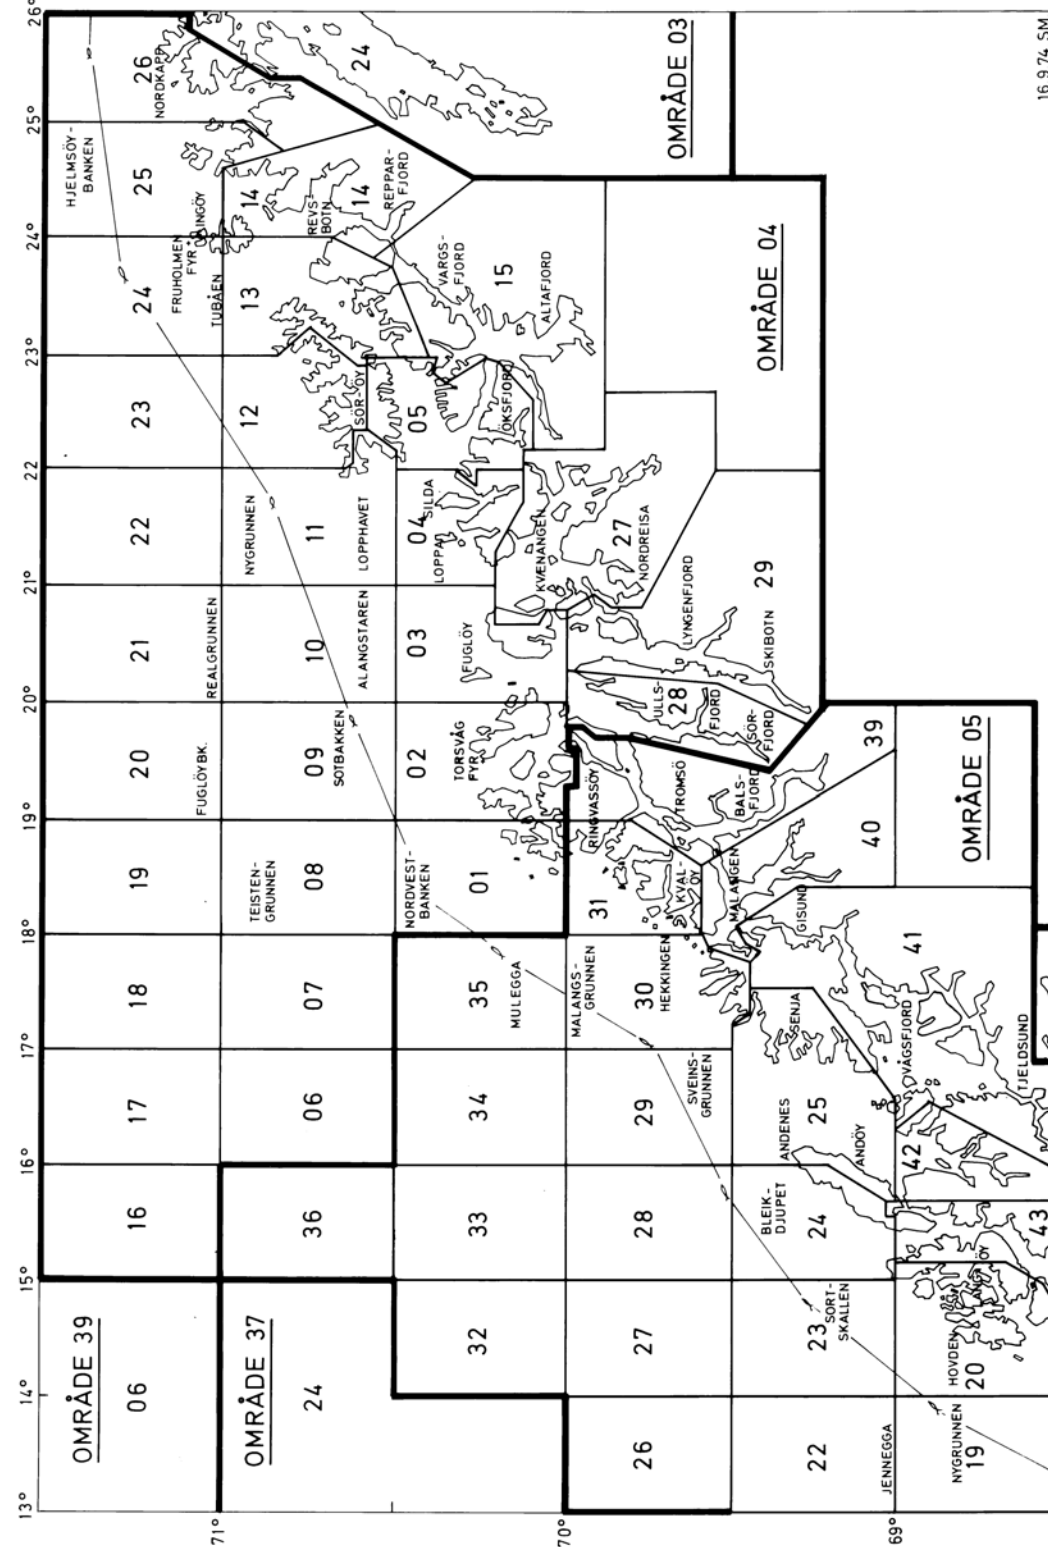 13° 14° 15° 16° 17° 18° 19° 20° 21° 22 23° 24° 25° 26°
OMRÅDE 39
HJELMSÖY-
BANKEN
06 16 17 18 19 20 21 22 23 24 25 26
NORDKAPP
FRUHOLMEN
FYR
INGÖY
FUGLÖYBK.
REALGRUNNEN
TUBÅEN
71°
OMRÅDE 37
TEISTEN-
GRUNNEN
NYGRUNNEN
12 13 14
24 36 06 07 08 09 10 11
REVS-
BOTN
SOTBAKKEN
ALANGSTAREN
LOPPHAVET
SÖR-ÖY
14
24
REPPAR-
FJORD
NORDVEST-
BANKEN
02 03 04 05
LOPPA
SILDA
VARGS-
FJORD
TORSVÅG
FYR
FUGLÖY
32 33 34 35 01
15
ÖKSFJORD
MULEGGA
KVÆNANGEN
ALTAFJORD
70°
MALANGS-
GRUNNEN
RINGVASSÖY
31
27
NORDREISA
26 27 28 29 30
HEKKINGEN
ULLS-
28
FJORD
KVAL-
ÖY
TROMSÖ
LYNGENFJORD
OMRÅDE 03
SVEINS-
GRUNNEN
MALANGEN
BALS-
FJORD
SÖR-
FJORD
SKIBOTN
29
OMRÅDE 04
BLEIK-
DJUPET
ANDENES
SENJA
GISUND
22 23 24 25
SORT-
SKALLEN
ANDÖY
40 39
69°
JENNEGGA
VÅGSFJORD
42
41
NYGRUNNEN
HOVDEN
LANGÖY
19 20
OMRÅDE 05
TJELDSUND
43
16.9.74 SM